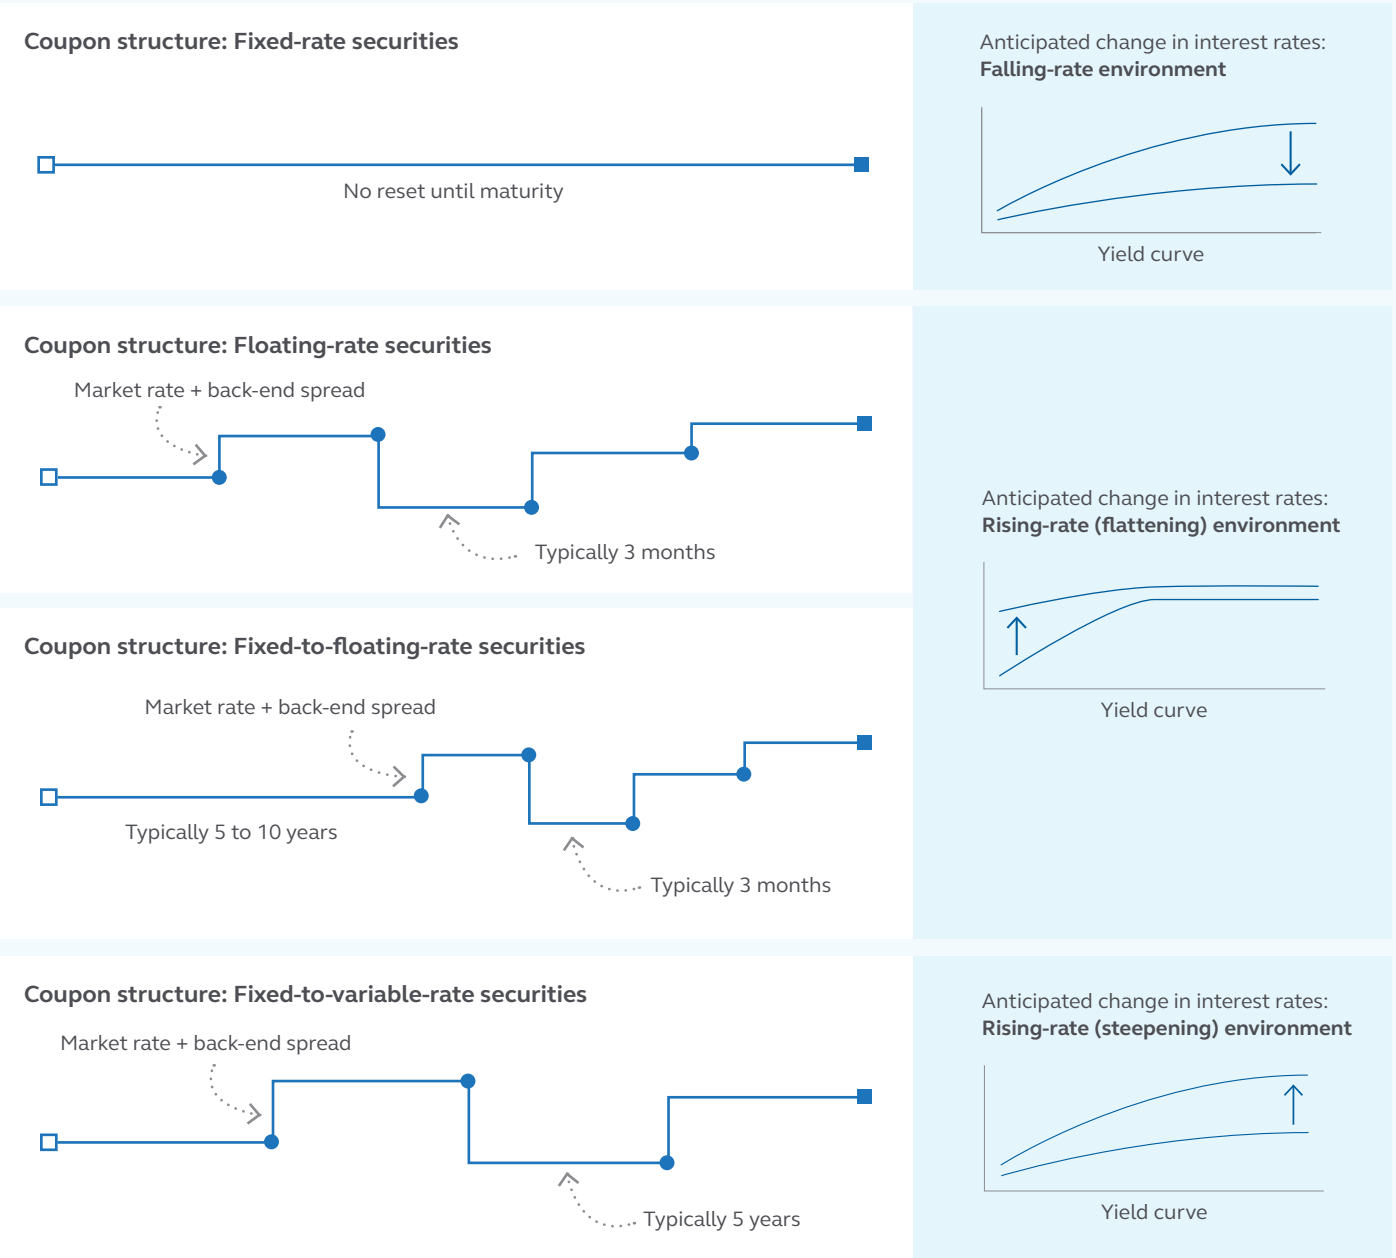 Coupon structure: Fixed-rate securities
No reset until maturity
Anticipated change in interest rates:
Falling-rate environment
Yield curve
Coupon structure: Floating-rate securities
Market rate + back-end spread
Typically 3 months
Coupon structure: Fixed-to-floating-rate securities
Market rate + back-end spread
Typically 5 to 10 years
Typically 3 months
Anticipated change in interest rates:
Rising-rate (flattening) environment
Yield curve
Coupon structure: Fixed-to-variable-rate securities
Market rate + back-end spread
Typically 5 years
Anticipated change in interest rates:
Rising-rate (steepening) environment
Yield curve